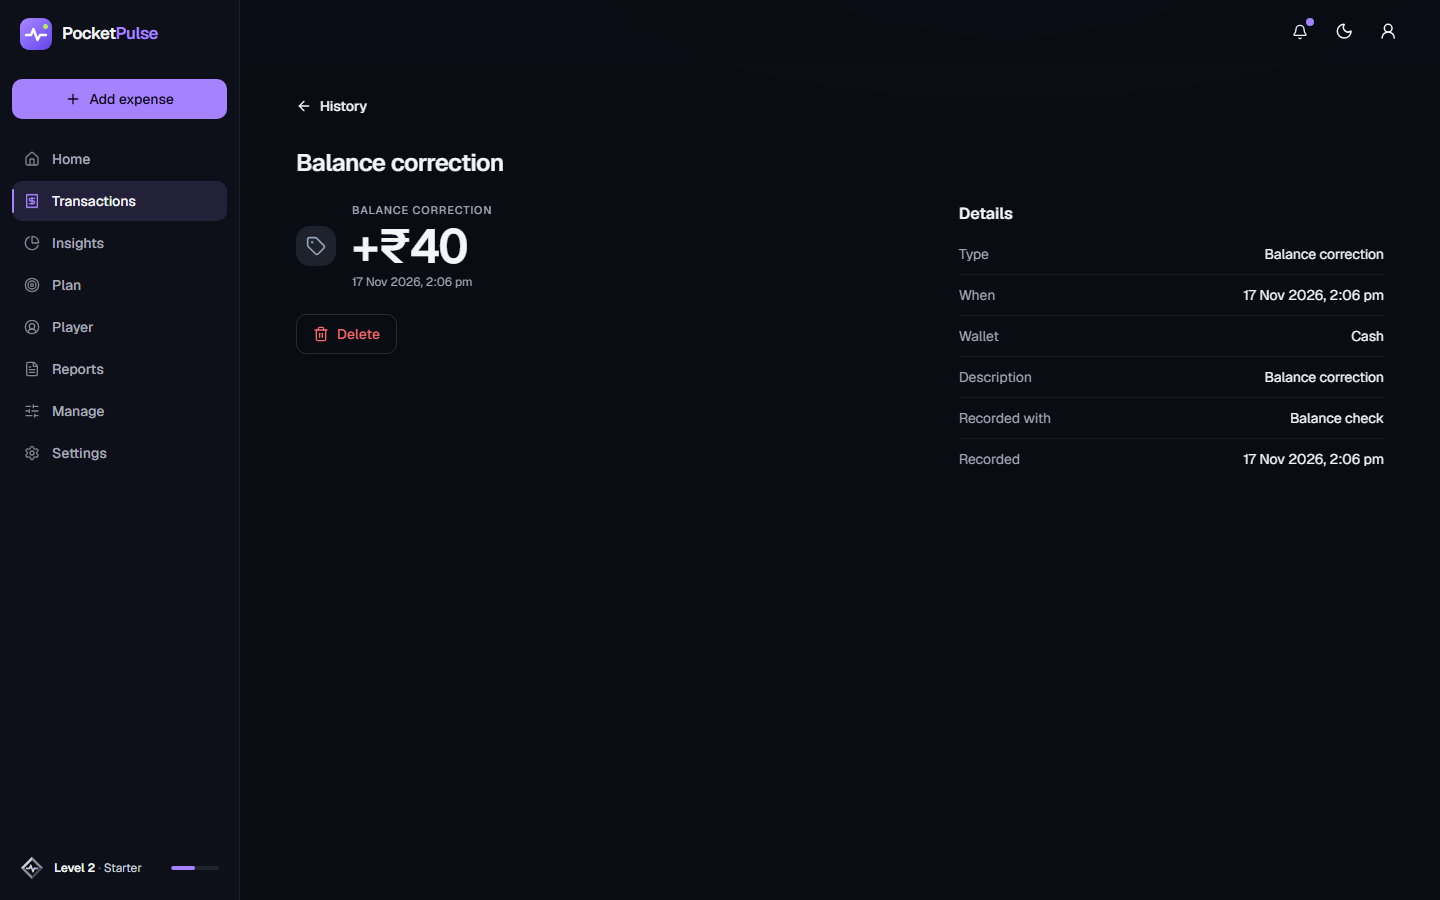 PocketPulse
Add expense
Home
Transactions
Insights
Plan
Player
Reports
Manage
Settings
Level 2 · Starter
History
Balance correction
BALANCE CORRECTION
+₹40
17 Nov 2026, 2:06 pm
Delete
Details
Type Balance correction
When 17 Nov 2026, 2:06 pm
Wallet Cash
Description Balance correction
Recorded with Balance check
Recorded 17 Nov 2026, 2:06 pm